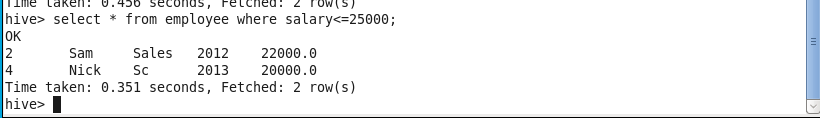 Time taken: 0.456 seconds, Fetched: 2 row(s)
hive> select * from employee where salary<=25000;
OK
2 Sam Sales 2012 22000.0
4 Nick Sc 2013 20000.0
Time taken: 0.351 seconds, Fetched: 2 row(s)
hive>